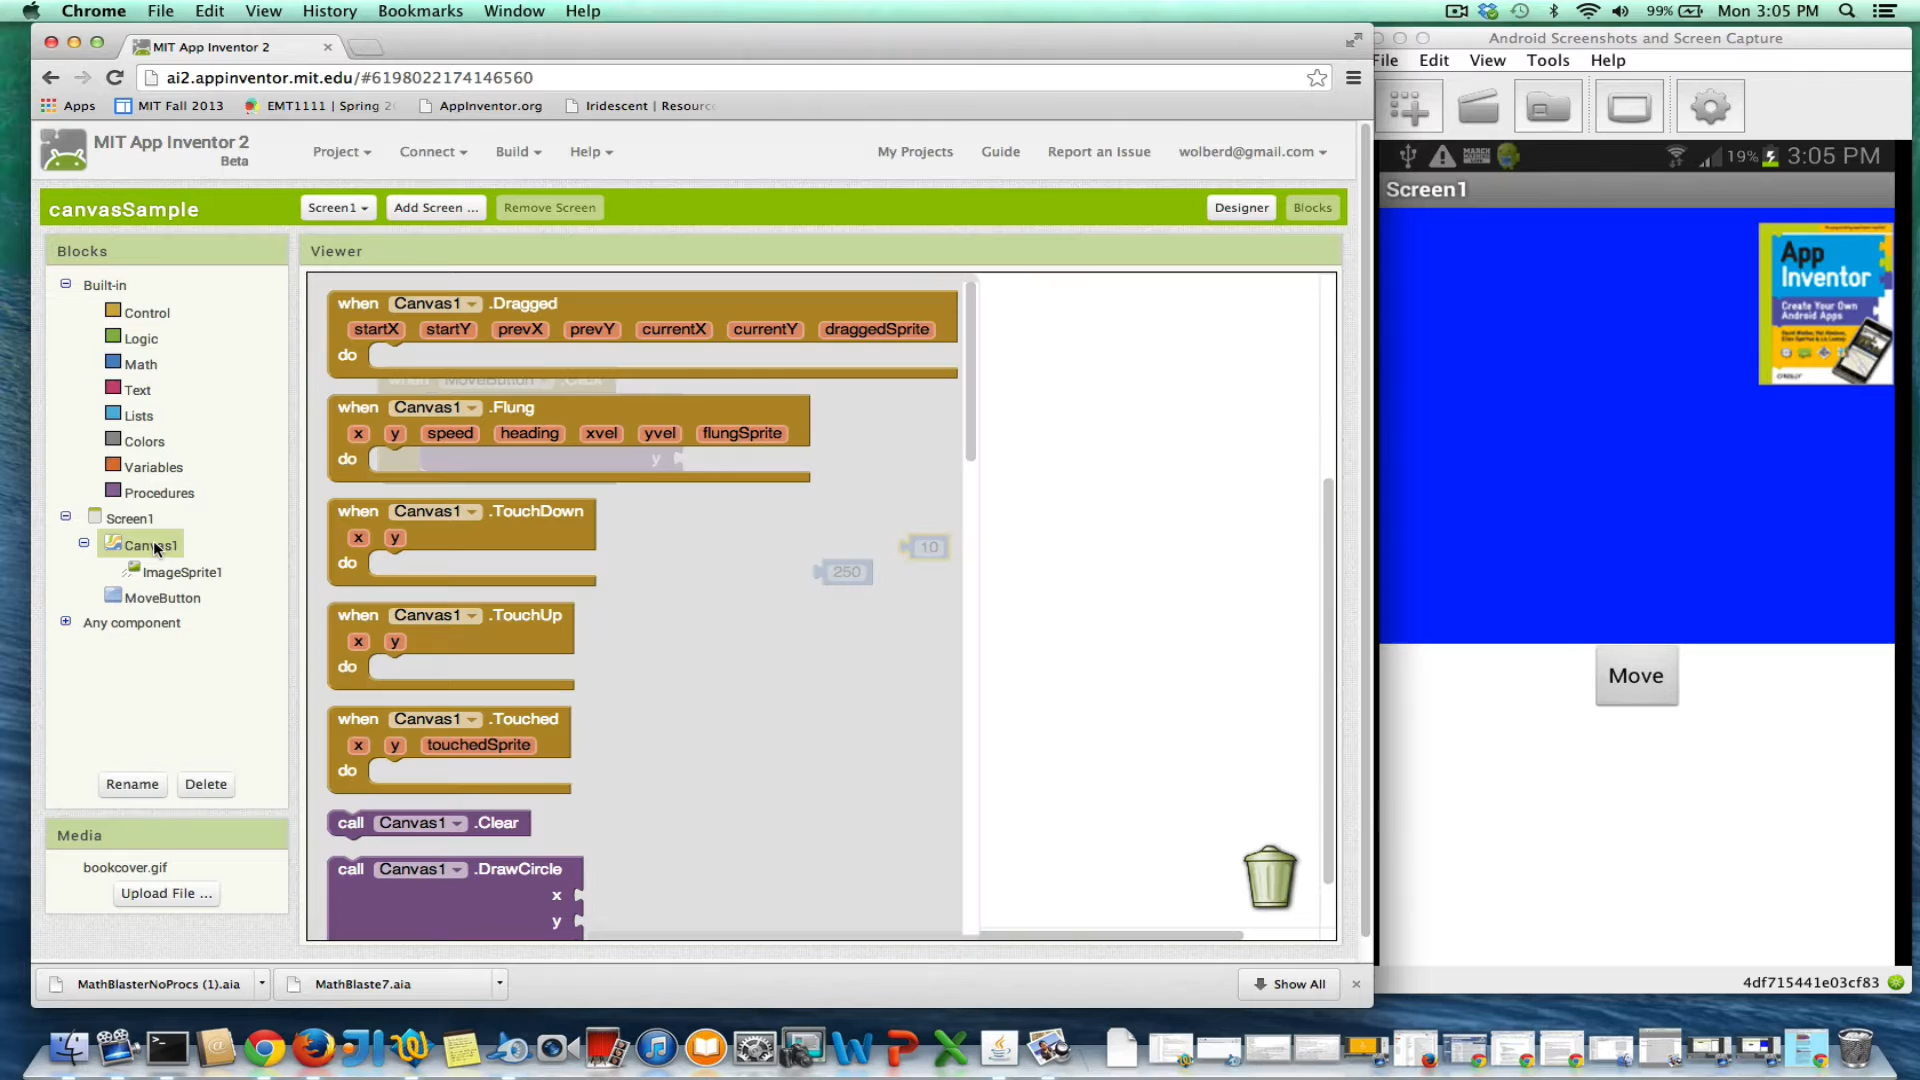 Chrome File Edit View History Bookmarks Window Help 99% Mon 3:05 PM
MIT App Inventor 2
Android Screenshots and Screen Capture
ai2.appinventor.mit.edu/#6198022174146560
File Edit View Tools Help
Apps MIT Fall 2013 EMT1111 | Spring 2 AppInventor.org Iridescent | Resourc
MIT App Inventor 2
Beta
Project Connect Build Help My Projects Guide Report an Issue wolberd@gmail.com
19% 3:05 PM
Screen1
canvasSample Screen1 Add Screen ... Remove Screen Designer Blocks
Blocks
Viewer
Built-in
Control
Logic
Math
Text
Lists
Colors
Variables
Procedures
Screen1
Canvas1
ImageSprite1
MoveButton
Any component
Rename Delete
Media
bookcover.gif
Upload File ...
when Canvas1 .Dragged
startX startY prevX prevY currentX currentY draggedSprite
do
when MoveButton .Click
when Canvas1 .Flung
x y speed heading xvel yvel flungSprite
do
y
when Canvas1 .TouchDown
x y
do
10
250
when Canvas1 .TouchUp
x y
do
when Canvas1 .Touched
x y touchedSprite
do
call Canvas1 .Clear
call Canvas1 .DrawCircle
x
y
App
Inventor
Create Your Own
Android Apps
Move
4df715441e03cf83
MathBlasterNoProcs (1).aia MathBlaste7.aia Show All